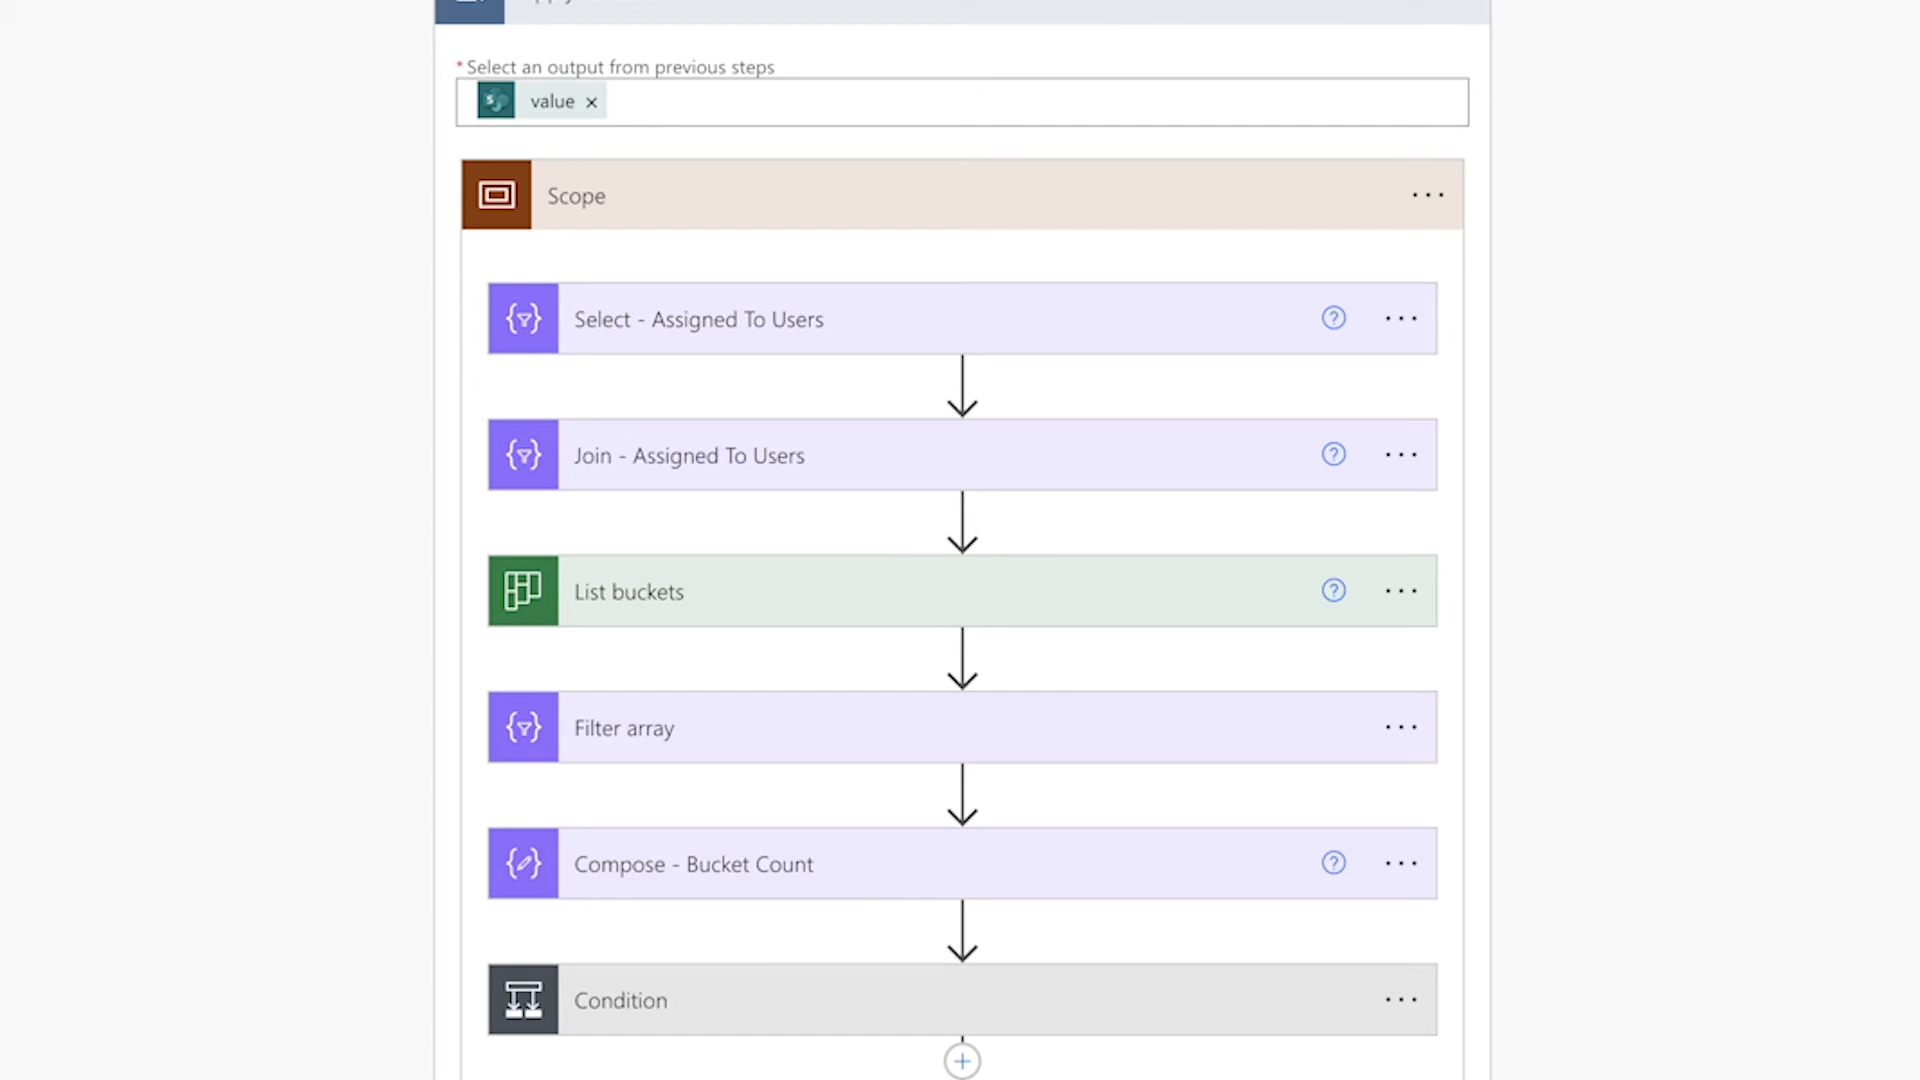 * Select an output from previous steps
value ×
Scope
Select - Assigned To Users
Join - Assigned To Users
List buckets
Filter array
Compose - Bucket Count
Condition